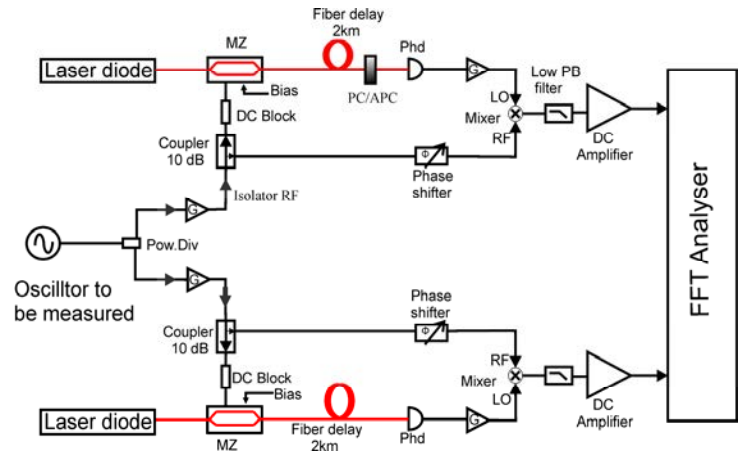 Fiber delay
2km
MZ
Phd
Laser diode
G
Bias
PC/APC
LO
Low PB
filter
DC Block
Mixer
Coupler
10 dB
RF
DC
Amplifier
Φ
Isolator RF
Phase
shifter
G
Pow.Div
Oscilltor to
be measured
G
FFT Analyser
Phase
shifter
Φ
Coupler
10 dB
RF
Mixer
DC Block
LO
Bias
DC
Amplifier
Laser diode
G
MZ
Fiber delay
2km
Phd